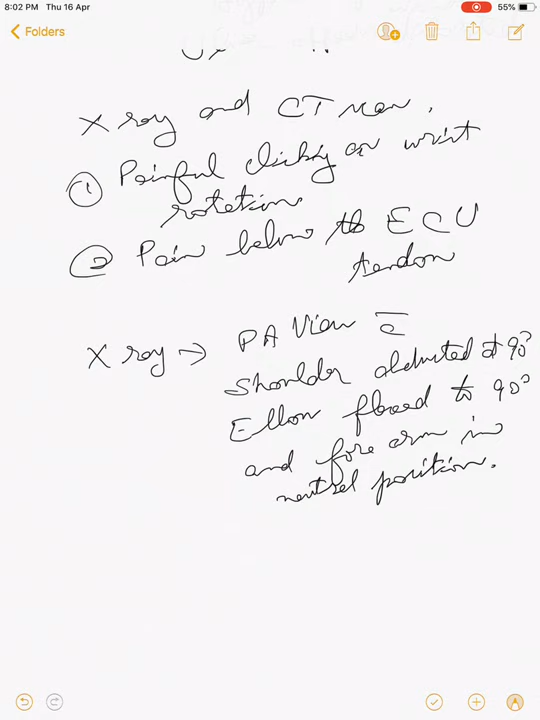 8:02 PM Thu 16 Apr
55%
Folders
X ray and CT scan.
① Painful clicking on wrist
rotation
② Pain below the ECU
tendon
X ray → PA View c̄
Shoulder abducted at 90°
Elbow flexed to 90°
and fore arm in
neutral position.